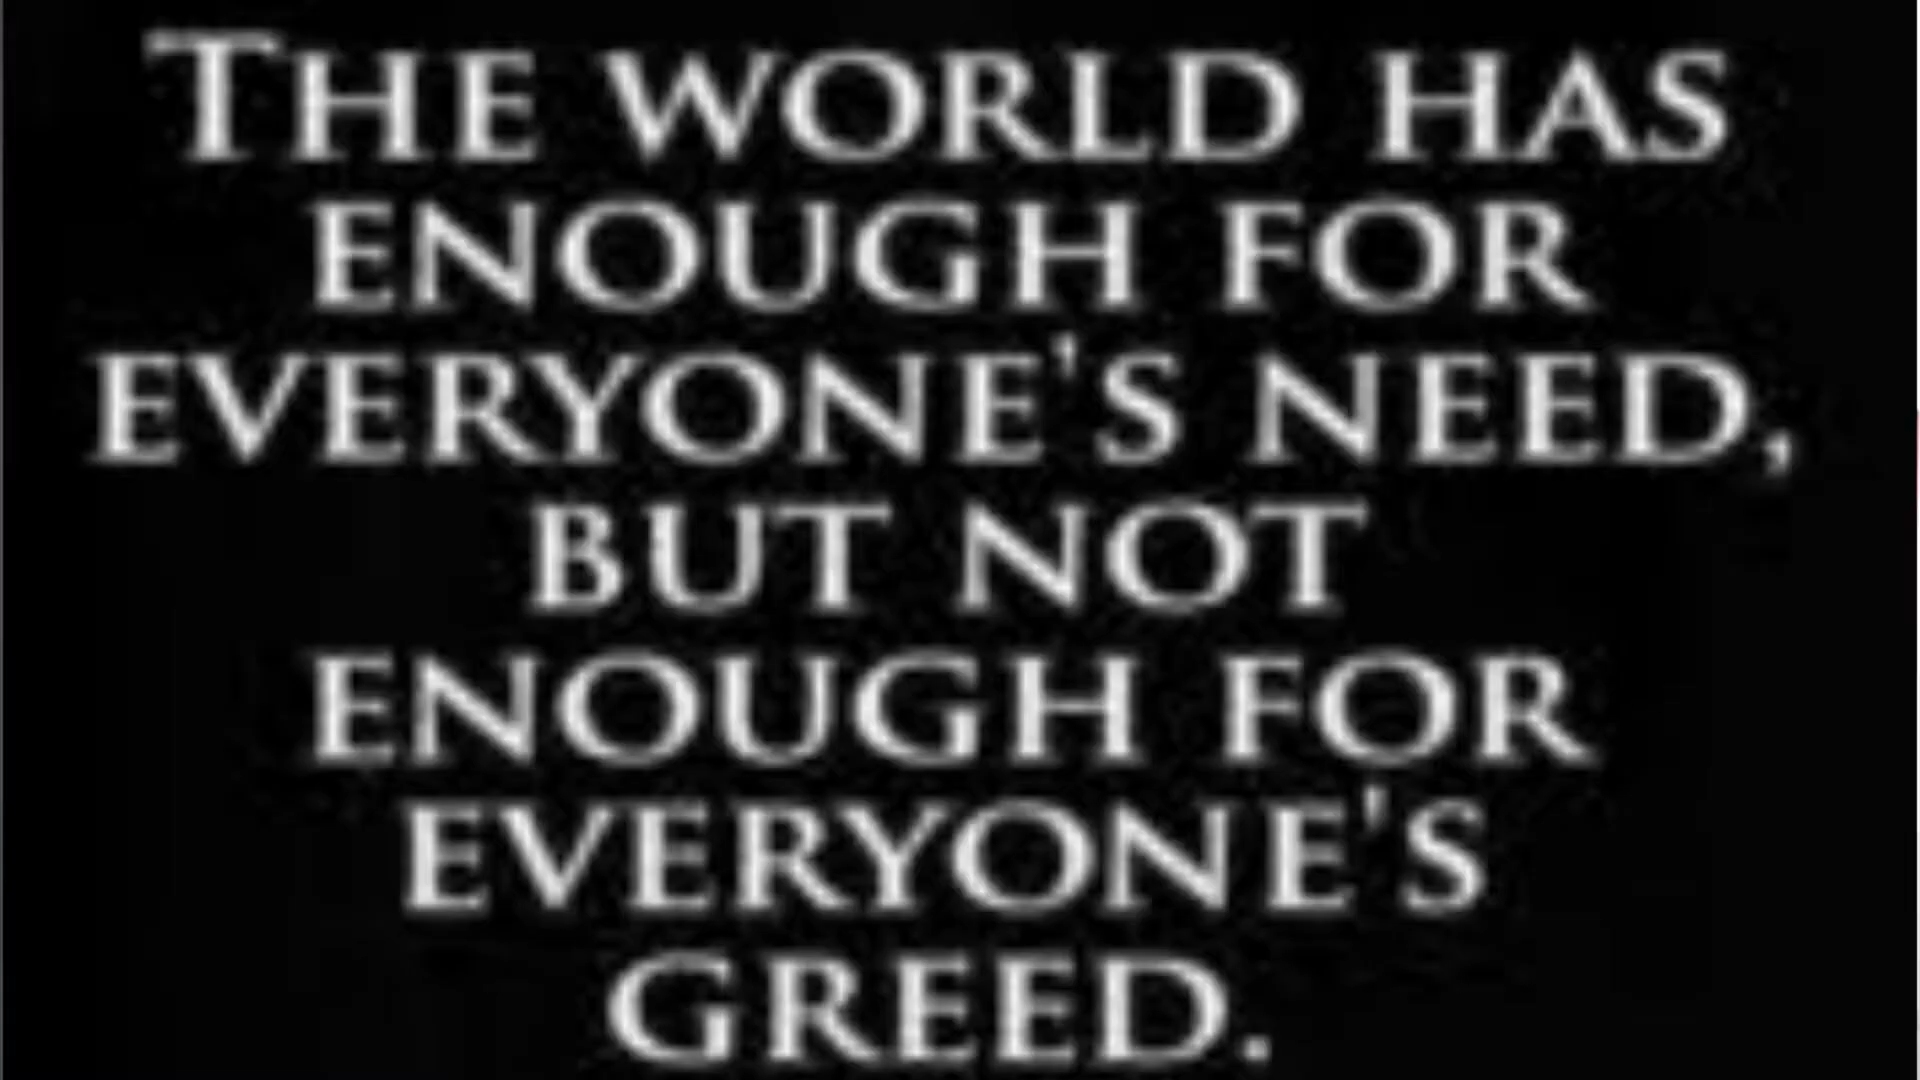 THE WORLD HAS
ENOUGH FOR
EVERYONE'S NEED,
BUT NOT
ENOUGH FOR
EVERYONE'S
GREED.